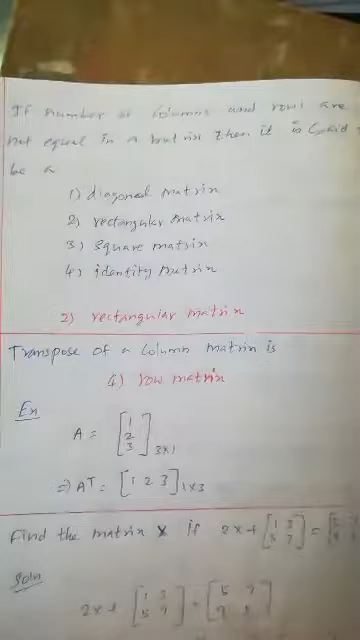 If number of columns and rows are
not equal in a matrix then it is said
be a
1) diagonal matrix
2) rectangular matrix
3) square matrix
4) identity matrix
2) rectangular matrix
Transpose of a column matrix is
4) row matrix
Ex
A = [1 2 3] 3x1
⇒ Aᵀ = [1 2 3] 1x3
Find the matrix X if 2x+ [1 3 5 7] =
Soln
2x+ [1 3 5 7] = [5 7 9